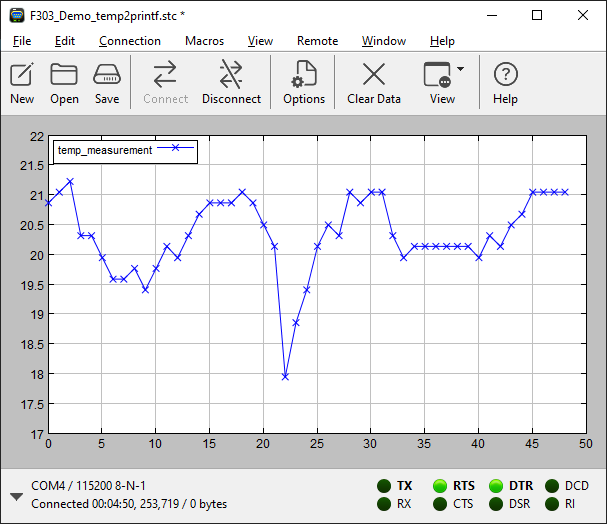 F303_Demo_temp2printf.stc *
File Edit Connection Macros View Remote Window Help
New Open Save Connect Disconnect Options Clear Data View Help
temp_measurement
22
21.5
21
20.5
20
19.5
19
18.5
18
17.5
17
0 5 10 15 20 25 30 35 40 45 50
COM4 / 115200 8-N-1 TX RTS DTR DCD
Connected 00:04:50, 253,719 / 0 bytes RX CTS DSR RI